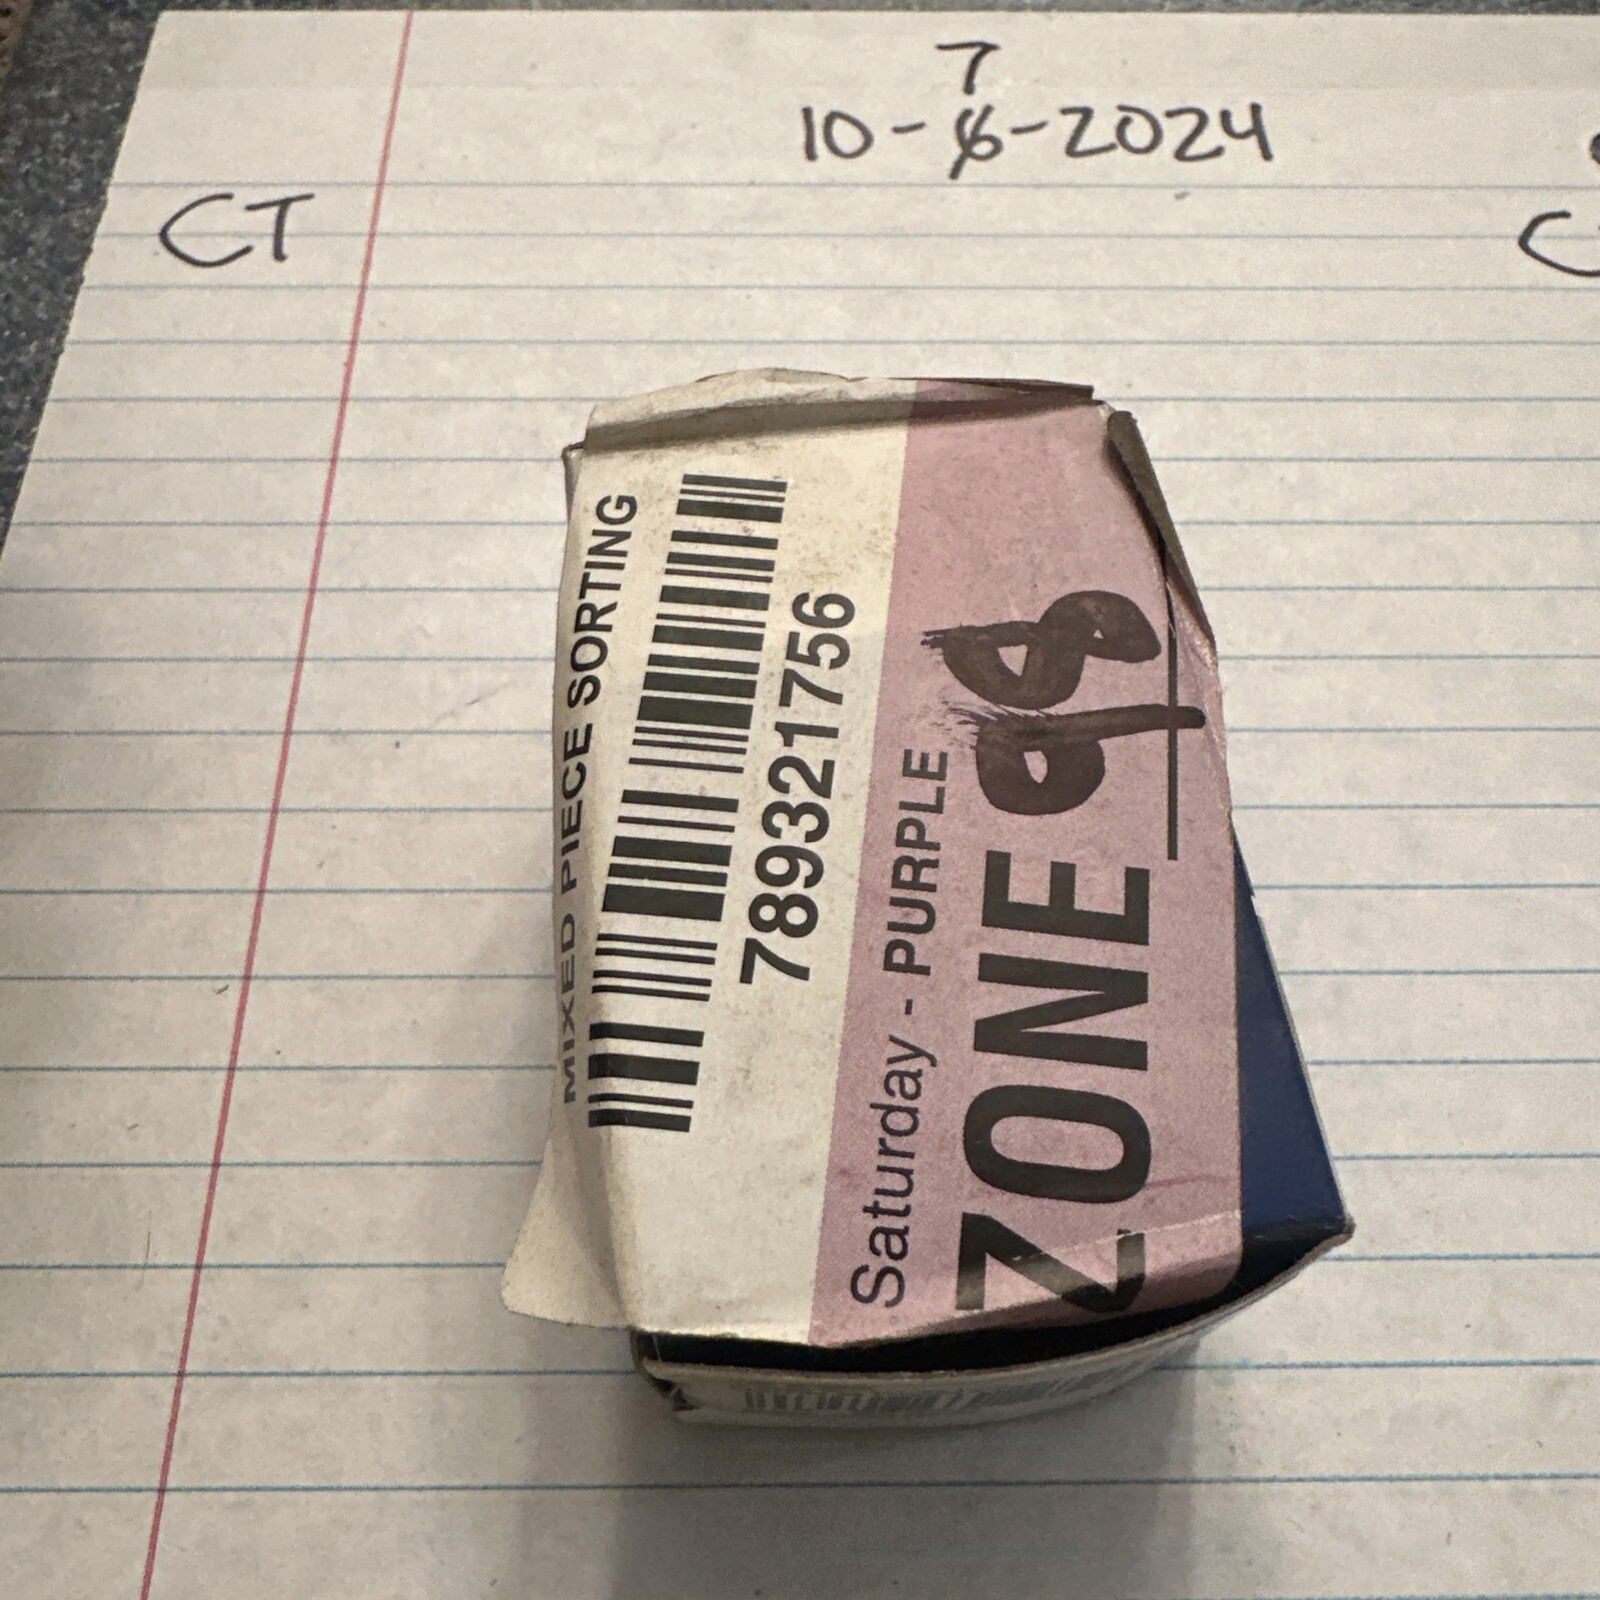 7
10-6-2024
CT
MIXED PIECE SORTING
789321756
Saturday - PURPLE
ZONE 98